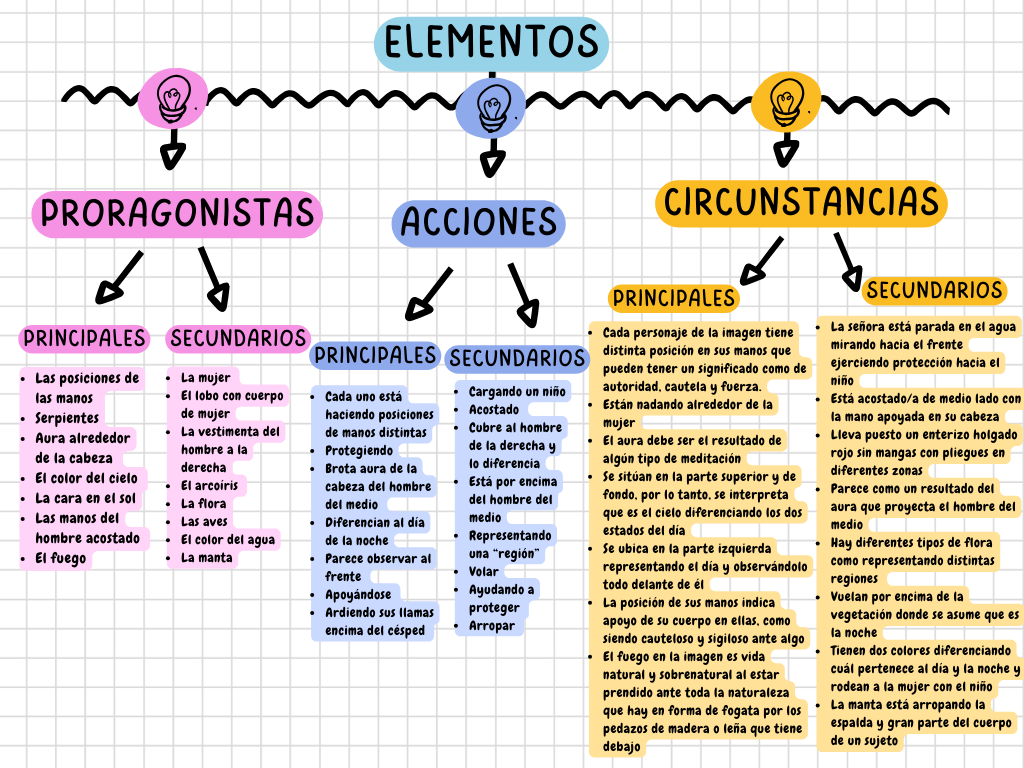 ELEMENTOS
PRORAGONISTAS
ACCIONES
CIRCUNSTANCIAS
PRINCIPALES
Las posiciones de
las manos
Serpientes
Aura alrededor
de la cabeza
El color del cielo
La cara en el sol
Las manos del
hombre acostado
El fuego
SECUNDARIOS
La mujer
El lobo con cuerpo
de mujer
La vestimenta del
hombre a la
derecha
El arcoíris
La flora
Las aves
El color del agua
La manta
PRINCIPALES
Cada uno está
haciendo posiciones
de manos distintas
Protegiendo
Brota aura de la
cabeza del hombre
del medio
Diferencian al día
de la noche
Parece observar al
frente
Apoyándose
Ardiendo sus llamas
encima del césped
SECUNDARIOS
Cargando un niño
Acostado
Cubre al hombre
de la derecha y
lo diferencia
Está por encima
del hombre del
medio
Representando
una “región”
Volar
Ayudando a
proteger
Arropar
PRINCIPALES
Cada personaje de la imagen tiene
distinta posición en sus manos que
pueden tener un significado como de
autoridad, cautela y fuerza.
Están nadando alrededor de la
mujer
El aura debe ser el resultado de
algún tipo de meditación
Se sitúan en la parte superior y de
fondo, por lo tanto, se interpreta
que es el cielo diferenciando los dos
estados del día
Se ubica en la parte izquierda
representando el día y observándolo
todo delante de él
La posición de sus manos indica
apoyo de su cuerpo en ellas, como
siendo cauteloso y sigiloso ante algo
El fuego en la imagen es vida
natural y sobrenatural al estar
prendido ante toda la naturaleza
que hay en forma de fogata por los
pedazos de madera o leña que tiene
debajo
SECUNDARIOS
La señora está parada en el agua
mirando hacia el frente
ejerciendo protección hacia el
niño
Está acostado/a de medio lado con
la mano apoyada en su cabeza
Lleva puesto un enterizo holgado
rojo sin mangas con pliegues en
diferentes zonas
Parece como un resultado del
aura que proyecta el hombre del
medio
Hay diferentes tipos de flora
como representando distintas
regiones
Vuelan por encima de la
vegetación donde se asume que es
la noche
Tienen dos colores diferenciando
cuál pertenece al día y la noche y
rodean a la mujer con el niño
La manta está arropando la
espalda y gran parte del cuerpo
de un sujeto